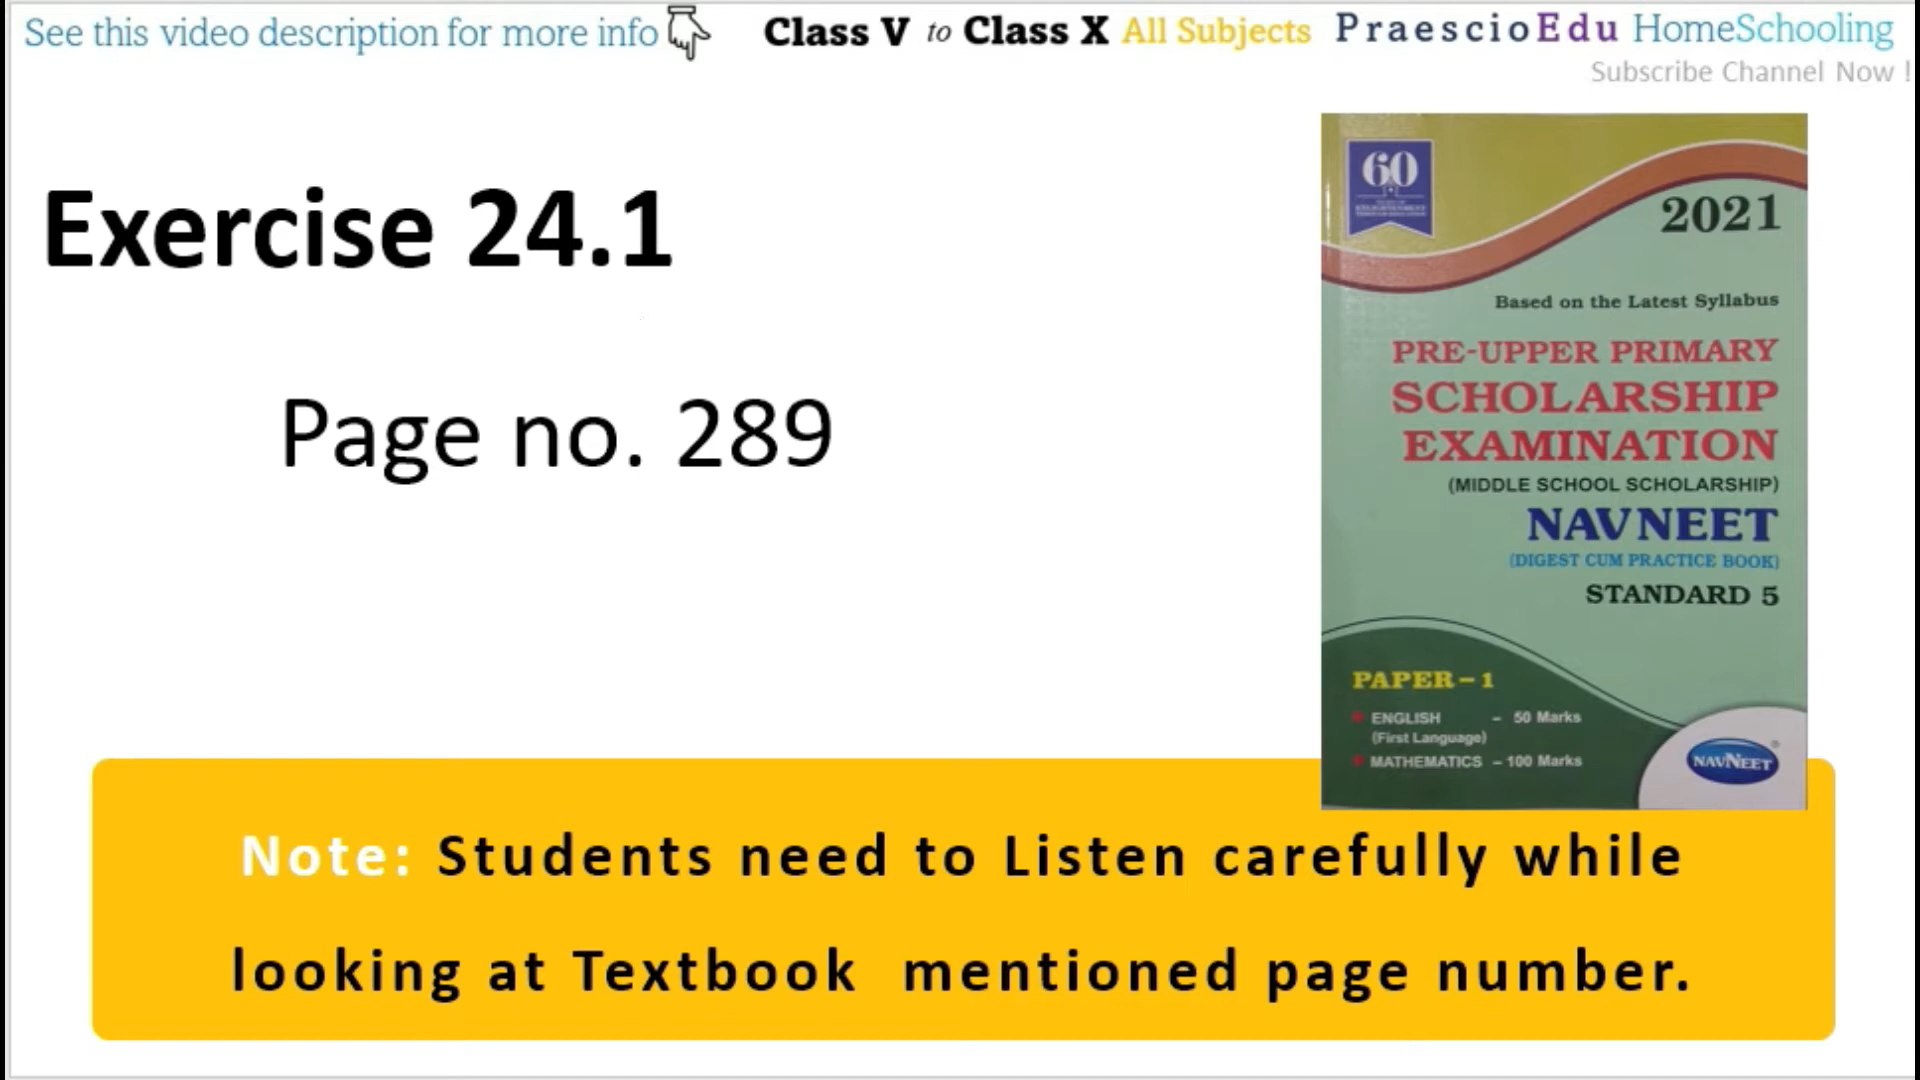 See this video description for more info Class V to Class X All Subjects PraescioEdu HomeSchooling
Subscribe Channel Now !
Exercise 24.1
Page no. 289
60
2021
Based on the Latest Syllabus
PRE-UPPER PRIMARY
SCHOLARSHIP
EXAMINATION
(MIDDLE SCHOOL SCHOLARSHIP)
NAVNEET
(DIGEST CUM PRACTICE BOOK)
STANDARD 5
PAPER – 1
ENGLISH – 50 Marks
(First Language)
MATHEMATICS – 100 Marks
NAVNEET
Note: Students need to Listen carefully while
looking at Textbook mentioned page number.